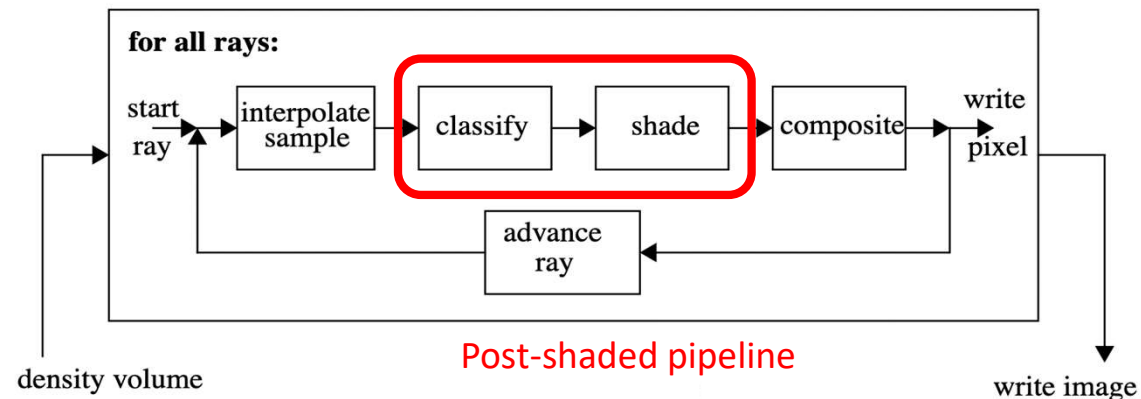 for all rays:
start
ray
interpolate
sample
classify
shade
composite
write
pixel
advance
ray
Post-shaded pipeline
density volume
write image